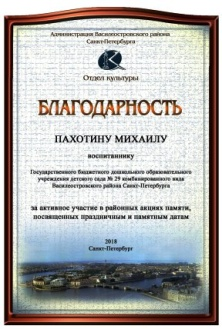 Администрация Василеостровского района
Санкт-Петербурга
Отдел культуры
БЛАГОДАРНОСТЬ
ПАХОТИНУ МИХАИЛУ
воспитаннику
Государственного бюджетного дошкольного образовательного
учреждения детского сада № 29 комбинированного вида
Василеостровского района Санкт-Петербурга
за активное участие в районных акциях памяти,
посвященных праздничным и памятным датам
2018
Санкт-Петербург